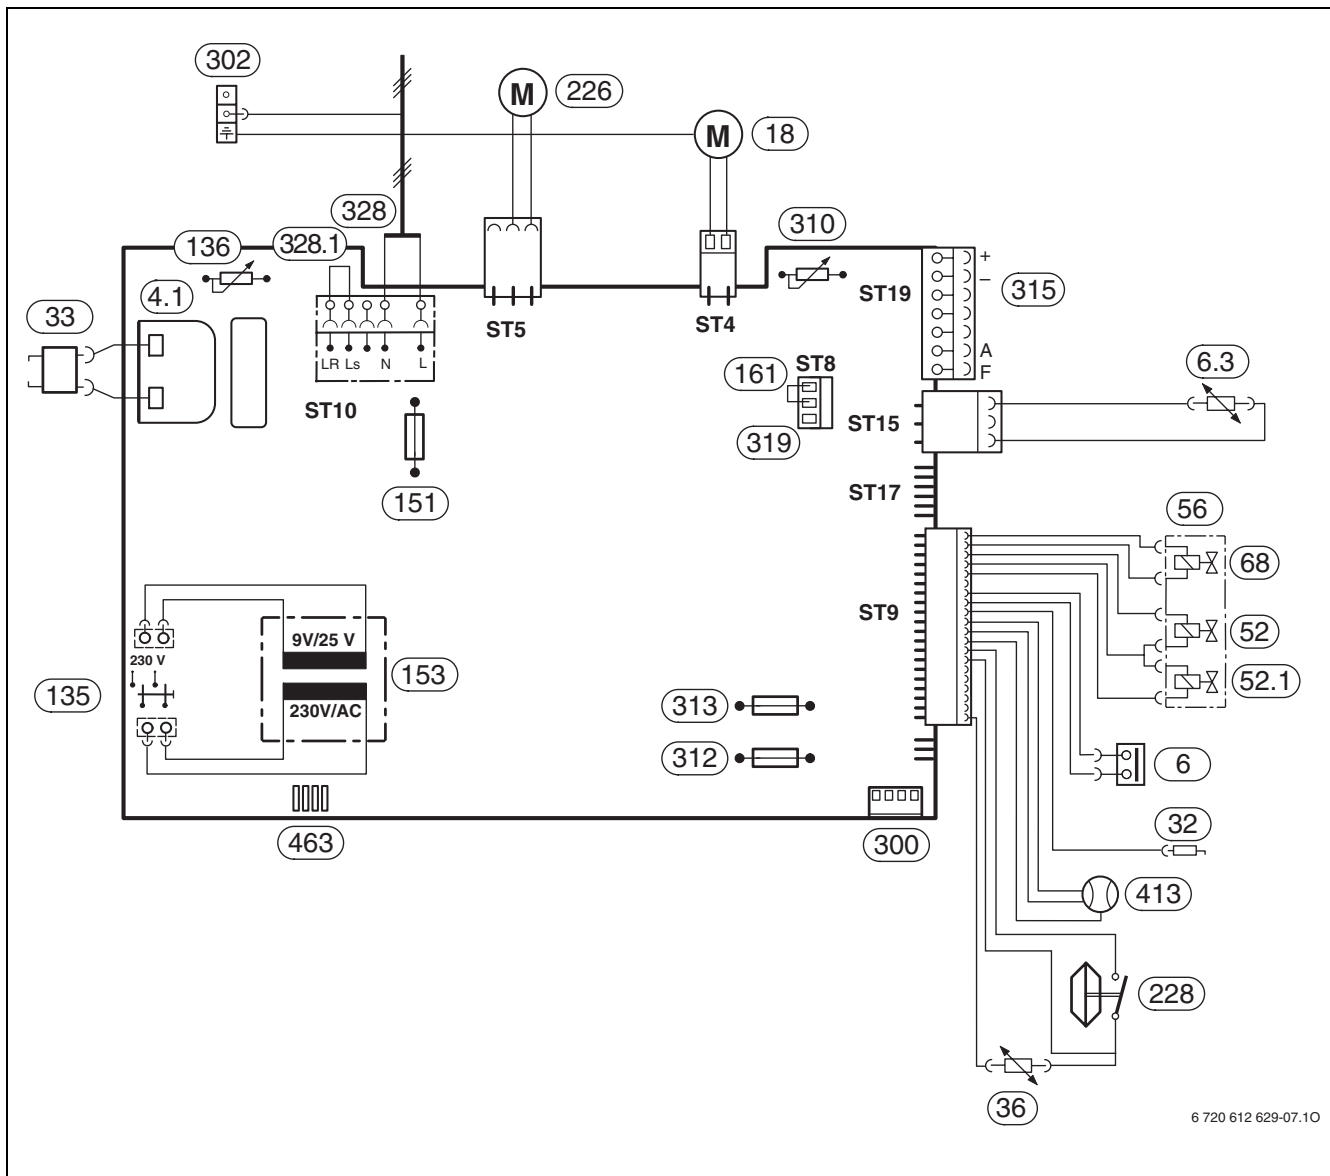 302
M
226
M
18
328
136
328.1
310
4.1
ST19
+
–
315
33
ST5
ST4
A
F
LR
Ls
N
L
161
ST8
6.3
ST10
319
ST15
151
ST17
56
68
ST9
52
9V/25 V
230 V
153
52.1
135
230V/AC
313
312
6
463
300
32
413
228
36
6 720 612 629-07.1O